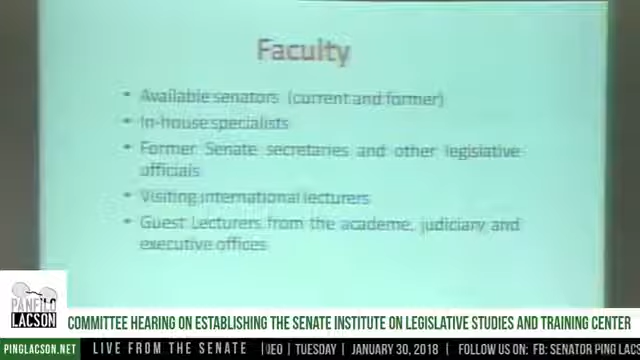 Faculty
• Available senators (current and former)
• In-house specialists
• Former Senate secretaries and other legislative
officials
• Visiting international lecturers
• Guest Lecturers from the academe, judiciary and
executive offices
PANFILO
LACSON
COMMITTEE HEARING ON ESTABLISHING THE SENATE INSTITUTE ON LEGISLATIVE STUDIES AND TRAINING CENTER
PINGLACSON.NET
LIVE FROM THE SENATE
| TUESDAY | JANUARY 30, 2018 | FOLLOW US ON: FB: SENATOR PING LAC